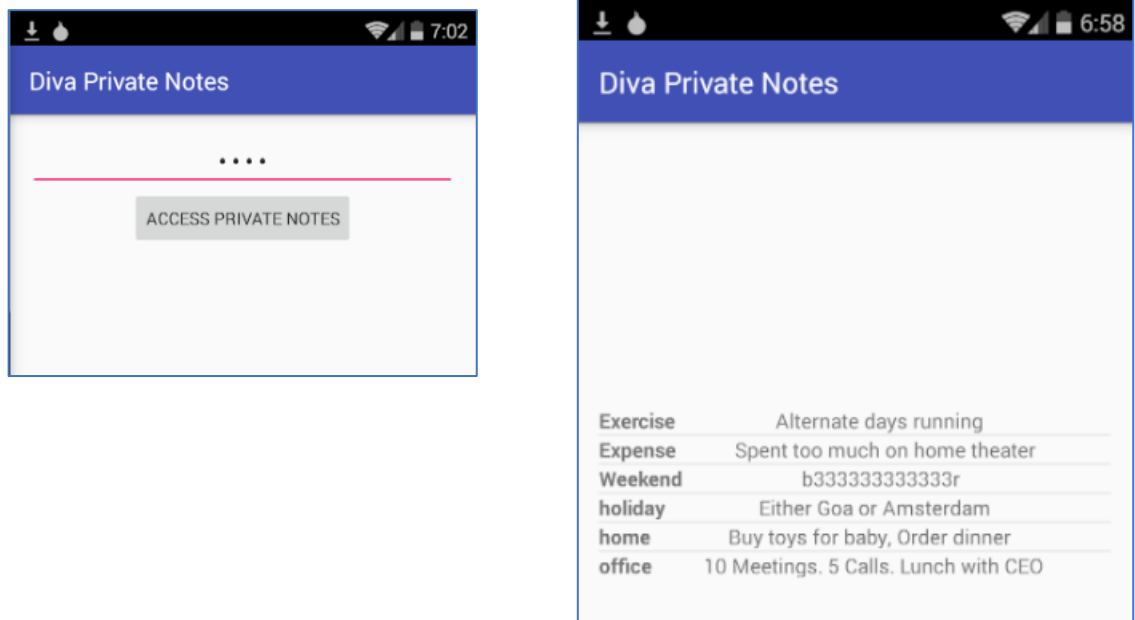 7:02
Diva Private Notes
••••
ACCESS PRIVATE NOTES
6:58
Diva Private Notes
Exercise Alternate days running
Expense Spent too much on home theater
Weekend b333333333333r
holiday Either Goa or Amsterdam
home Buy toys for baby, Order dinner
office 10 Meetings. 5 Calls. Lunch with CEO